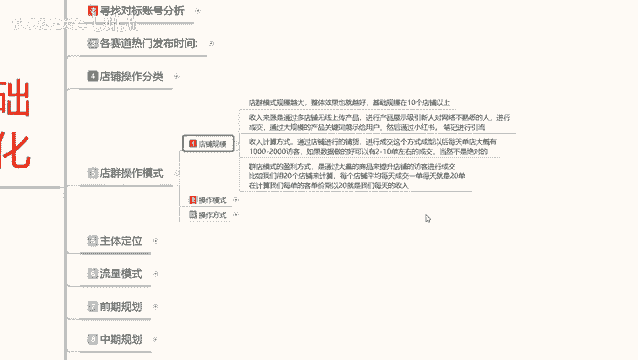 寻找对标账号分析
各赛道热门发布时间:
4 店铺操作分类
础
化
店群操作模式
1 店铺规模
店群模式规模越大，整体效果也就越好，基础规模在10个店铺以上
收入来源是通过多店铺无线上传产品，进行产品展示吸引新人对网络不熟悉的人，进行
成交，通过大规模的产品关键词展示给用户，然后通过小红书，笔记进行引流
收入计算方式，通过店铺进行的铺货，进行成交这个方式成都以后每天单店大概有
1000-2000访客，如果数据做的好可以有2-10单左右的成交，当然不是绝对的
群店模式的盈利方式，是通过大量的商品来提升店铺的访客进行成交
比如我们用20个店铺来计算，每个店铺平均每天成交一单每天就是20单
在计算我们每单的客单价乘以20就是我们每天的收入
操作模式
操作方式
主体定位
流量模式
7 前期规划
8 中期规划